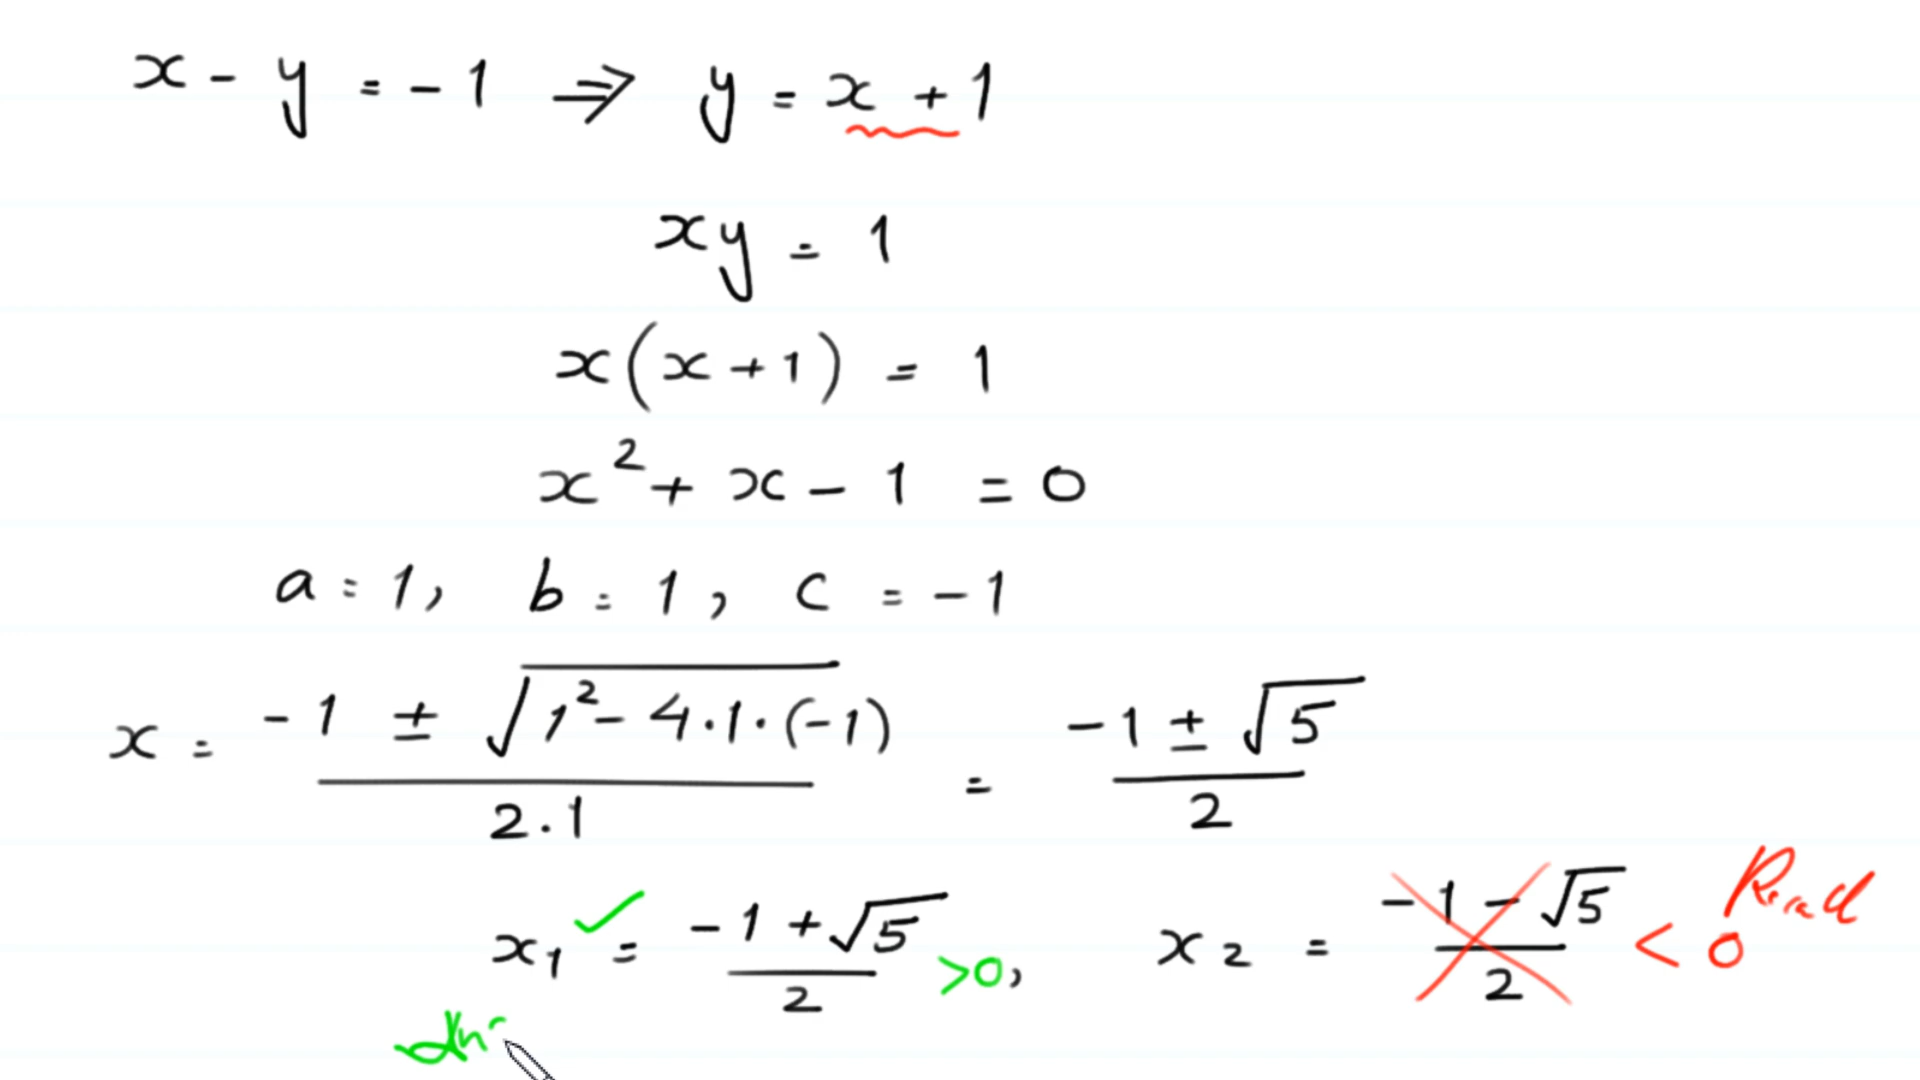 x - y = -1 ⇒ y = x + 1
xy = 1
x(x + 1) = 1
x² + x - 1 = 0
a = 1, b = 1, c = -1
x = (-1 ± √(1² - 4·1·(-1)))/(2·1) = (-1 ± √5)/2
x₁ ✓ = (-1 + √5)/2 >0, x₂ = (-1 - √5)/2 < 0